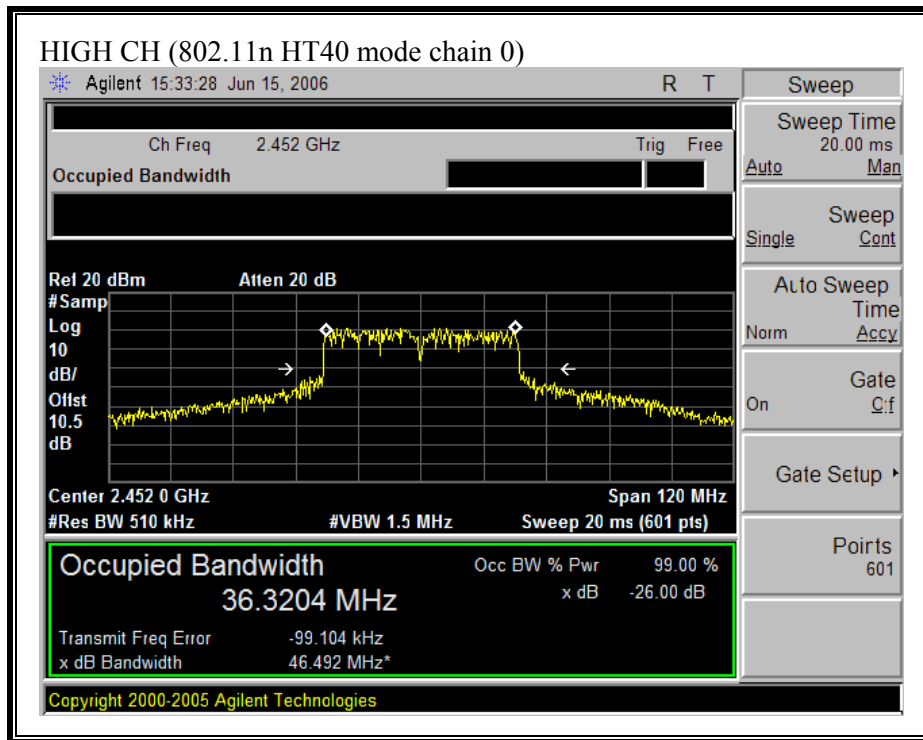 HIGH CH (802.11n HT40 mode chain 0)
Agilent 15:33:28 Jun 15, 2006 R T
Ch Freq 2.452 GHz Trig Free
Occupied Bandwidth
Ref 20 dBm Atten 20 dB
#Samp
Log
10
dB/
Offst
10.5
dB
Center 2.452 0 GHz Span 120 MHz
#Res BW 510 kHz #VBW 1.5 MHz Sweep 20 ms (601 pts)
Occupied Bandwidth Occ BW % Pwr 99.00 %
36.3204 MHz x dB -26.00 dB
Transmit Freq Error -99.104 kHz
x dB Bandwidth 46.492 MHz*
Copyright 2000-2005 Agilent Technologies
Sweep
Sweep Time
20.00 ms
Auto Man
Sweep
Single Cont
Auto Sweep
Time
Norm Accy
Gate
On Off
Gate Setup
Points
601